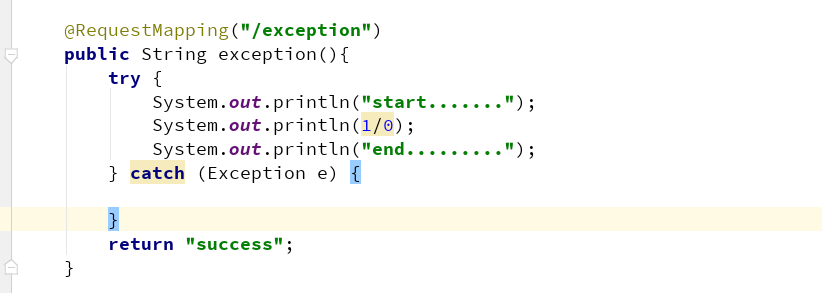 @RequestMapping("/exception")
public String exception(){
try {
System.out.println("start.......");
System.out.println(1/0);
System.out.println("end.........");
} catch (Exception e) {
}
return "success";
}